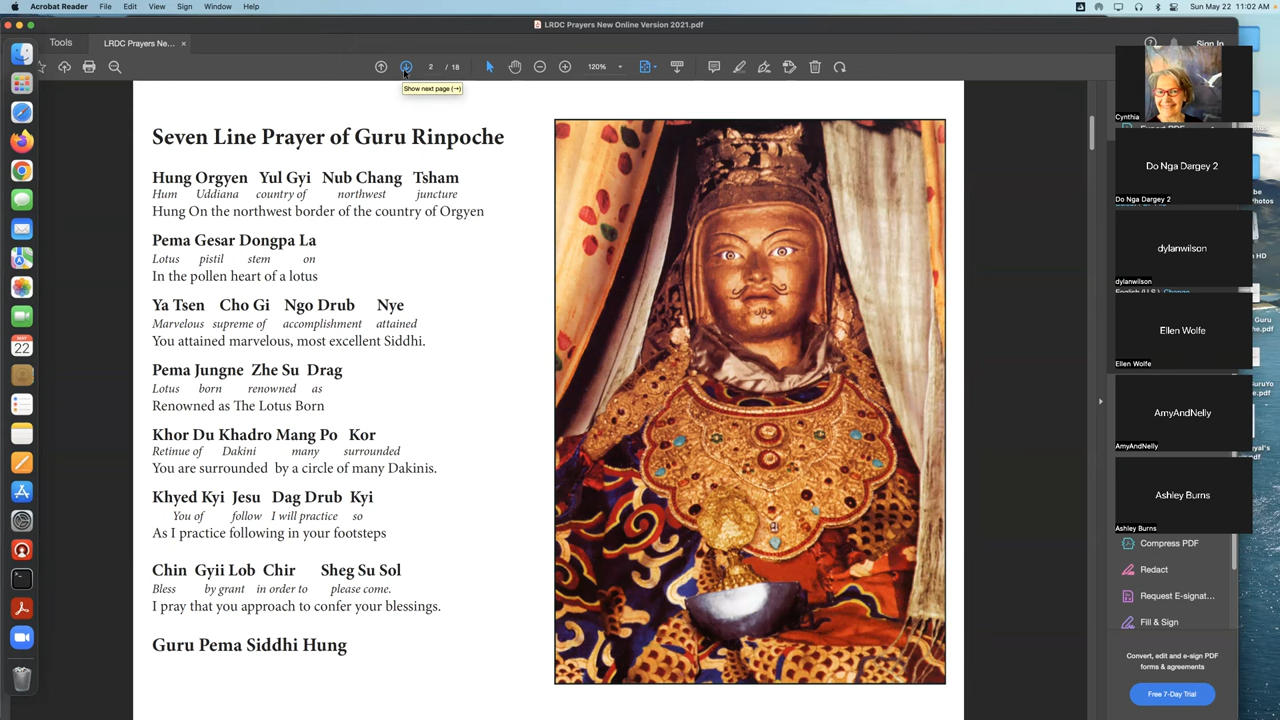 Acrobat Reader File Edit View Sign Window Help
Sun May 22 11:02 AM
LRDC Prayers New Online Version 2021.pdf
Tools
LRDC Prayers Ne... ×
Sign In
2 / 18
120%
Show next page (→)
Seven Line Prayer of Guru Rinpoche
Hung Orgyen Yul Gyi Nub Chang Tsham
Hum Uddiana country of northwest juncture
Hung On the northwest border of the country of Orgyen
Pema Gesar Dongpa La
Lotus pistil stem on
In the pollen heart of a lotus
Ya Tsen Cho Gi Ngo Drub Nye
Marvelous supreme of accomplishment attained
You attained marvelous, most excellent Siddhi.
Pema Jungne Zhe Su Drag
Lotus born renowned as
Renowned as The Lotus Born
Khor Du Khadro Mang Po Kor
Retinue of Dakini many surrounded
You are surrounded by a circle of many Dakinis.
Khyed Kyi Jesu Dag Drub Kyi
You of follow I will practice so
As I practice following in your footsteps
Chin Gyii Lob Chir Sheg Su Sol
Bless by grant in order to please come.
I pray that you approach to confer your blessings.
Guru Pema Siddhi Hung
Cynthia
Do Nga Dargey 2
Do Nga Dargey 2
dylanwilson
dylanwilson
Ellen Wolfe
Ellen Wolfe
AmyAndNelly
AmyAndNelly
Ashley Burns
Ashley Burns
Compress PDF
Redact
Request E-signat...
Fill & Sign
Convert, edit and e-sign PDF
forms & agreements
Free 7-Day Trial
MAY
22